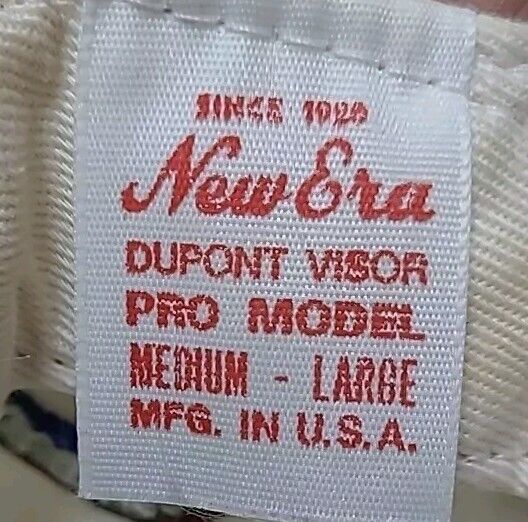 SINCE 1920
New Era
DUPONT VISOR
PRO MODEL
MEDIUM - LARGE
MFG. IN U.S.A.